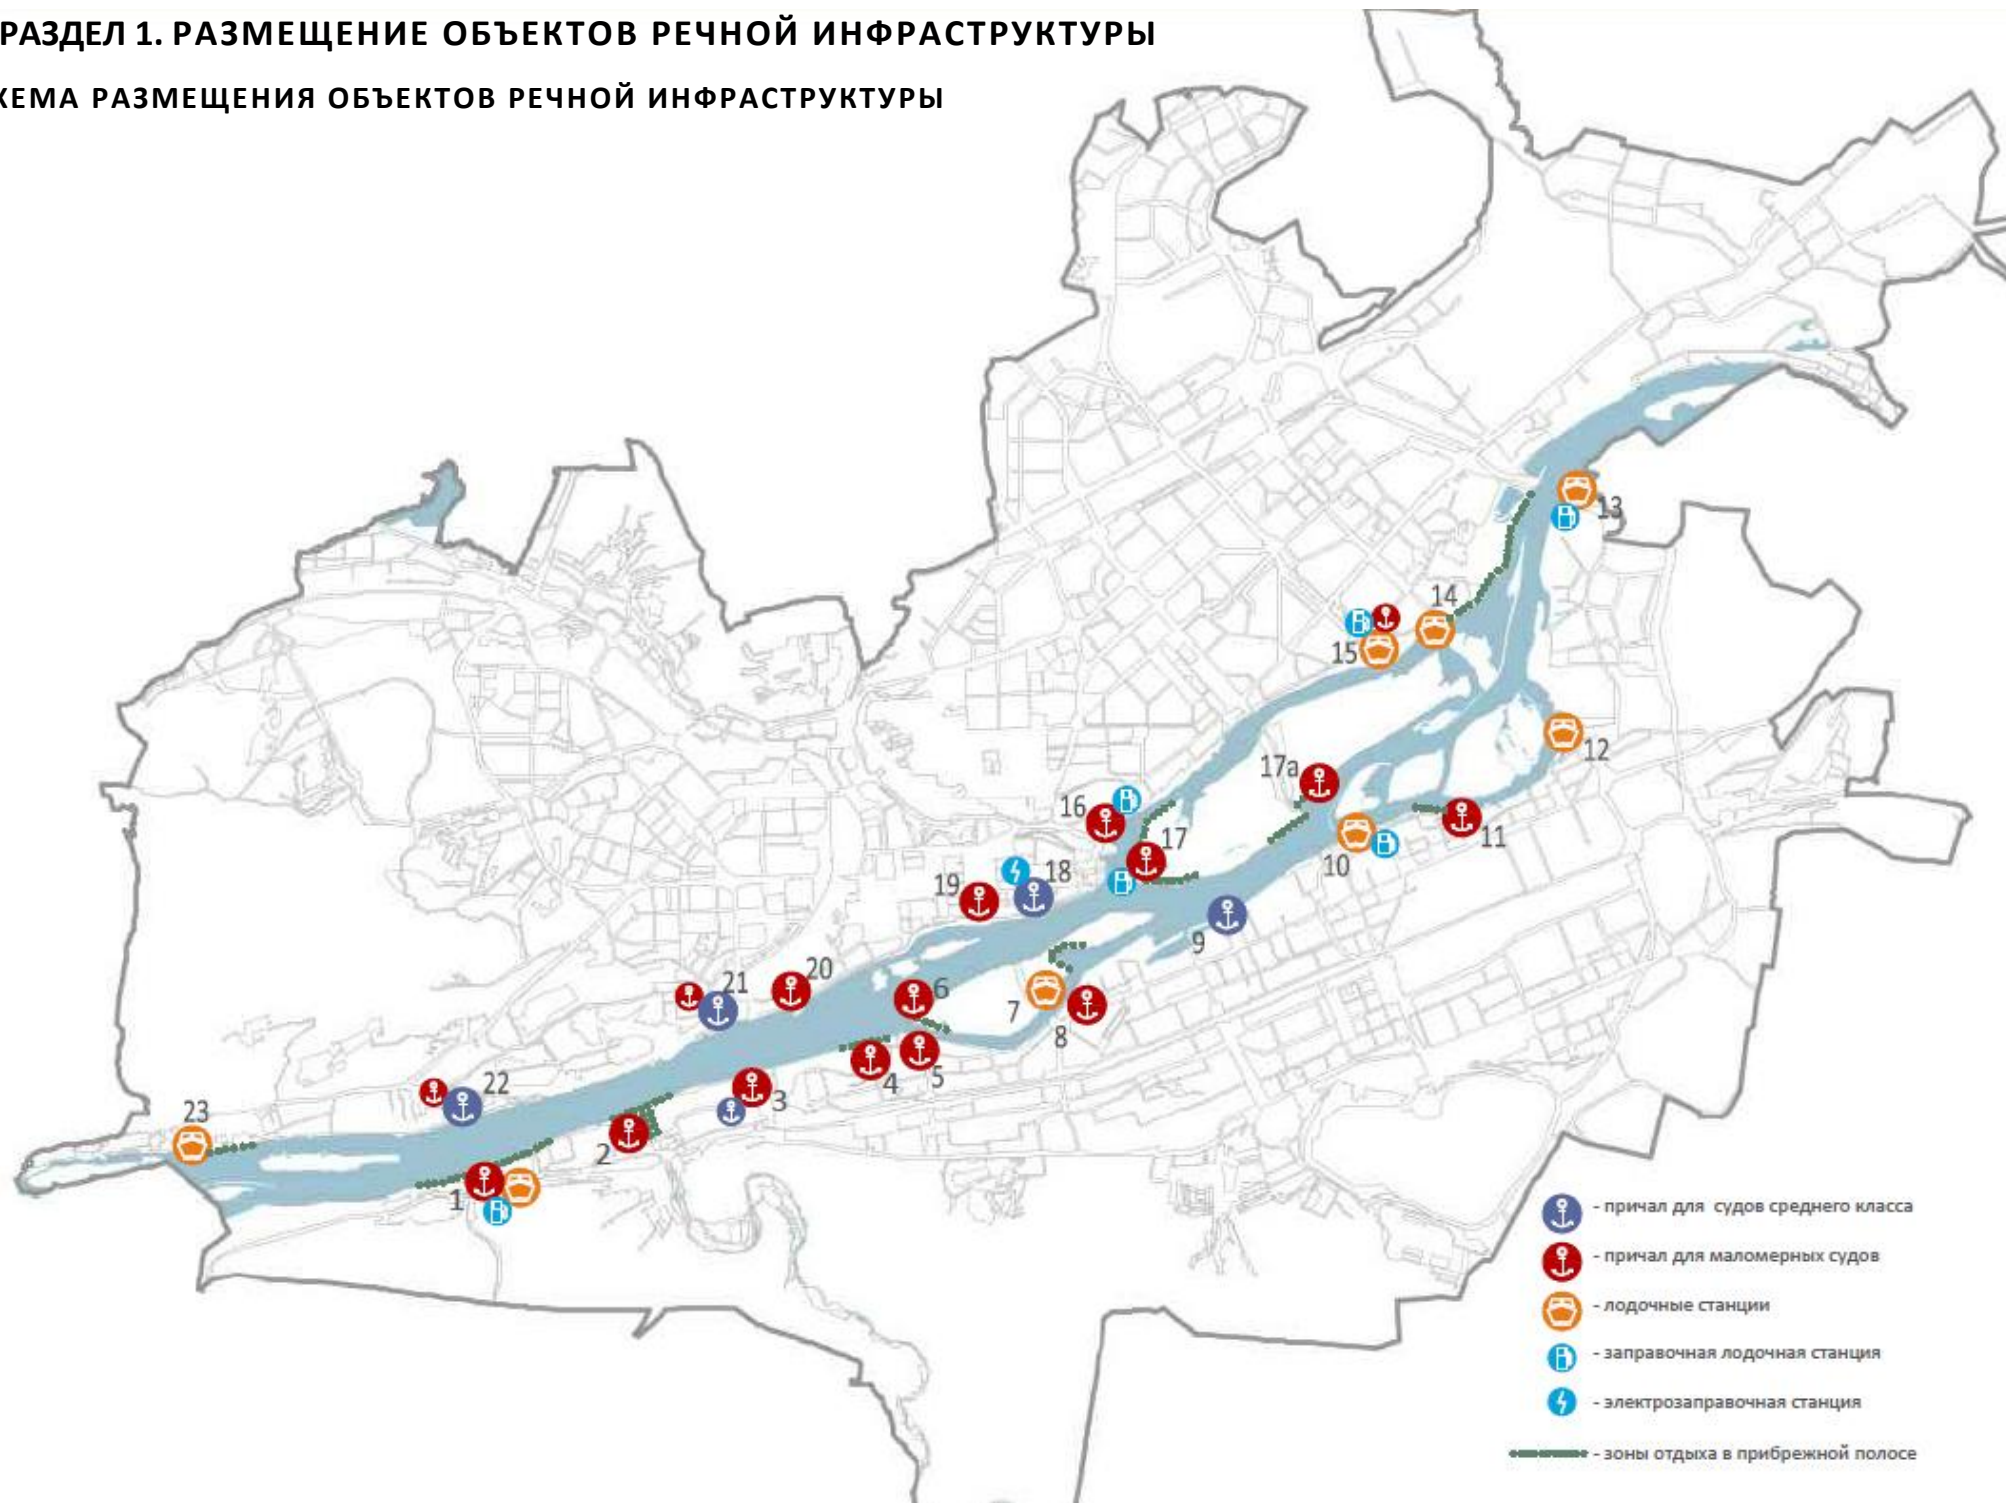 РАЗДЕЛ 1. РАЗМЕЩЕНИЕ ОБЪЕКТОВ РЕЧНОЙ ИНФРАСТРУКТУРЫ
ХЕМА РАЗМЕЩЕНИЯ ОБЪЕКТОВ РЕЧНОЙ ИНФРАСТРУКТУРЫ
13
14
15
12
17а
16
17
11
10
18
19
9
20
21
6
7
8
5
4
22
3
23
2
1
- причал для судов среднего класса
- причал для маломерных судов
- лодочные станции
- заправочная лодочная станция
- электрозаправочная станция
- зоны отдыха в прибрежной полосе